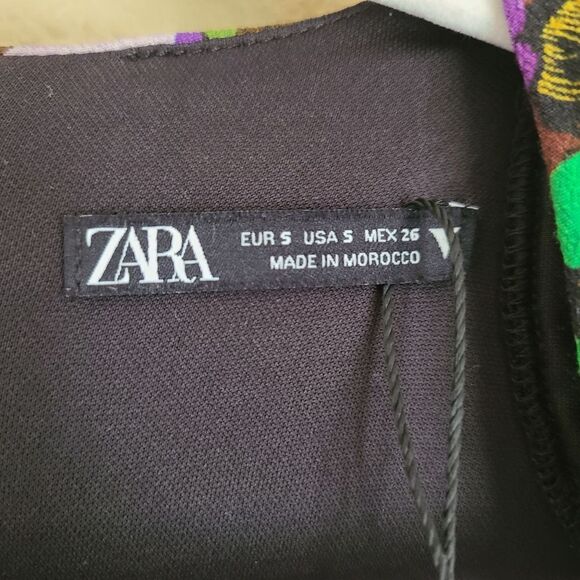 ZARA
EUR S USA S MEX 26
MADE IN MOROCCO